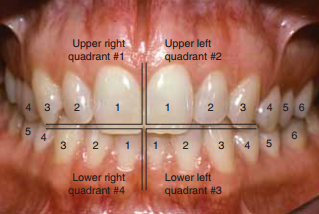 Upper right
quadrant #1
Upper left
quadrant #2
4 3 2 1 1 2 3 4 5 6
5 4 3 2 1 1 2 3 4 5 6
Lower right
quadrant #4
Lower left
quadrant #3